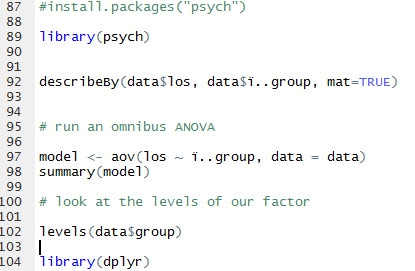 87 #install.packages("psych")
88
89 library(psych)
90
91
92 describeBy(data$los, data$ï..group, mat=TRUE)
93
94
95 # run an omnibus ANOVA
96
97 model <- aov(los ~ ï..group, data = data)
98 summary(model)
99
100 # look at the levels of our factor
101
102 levels(data$group)
103
104 library(dplyr)